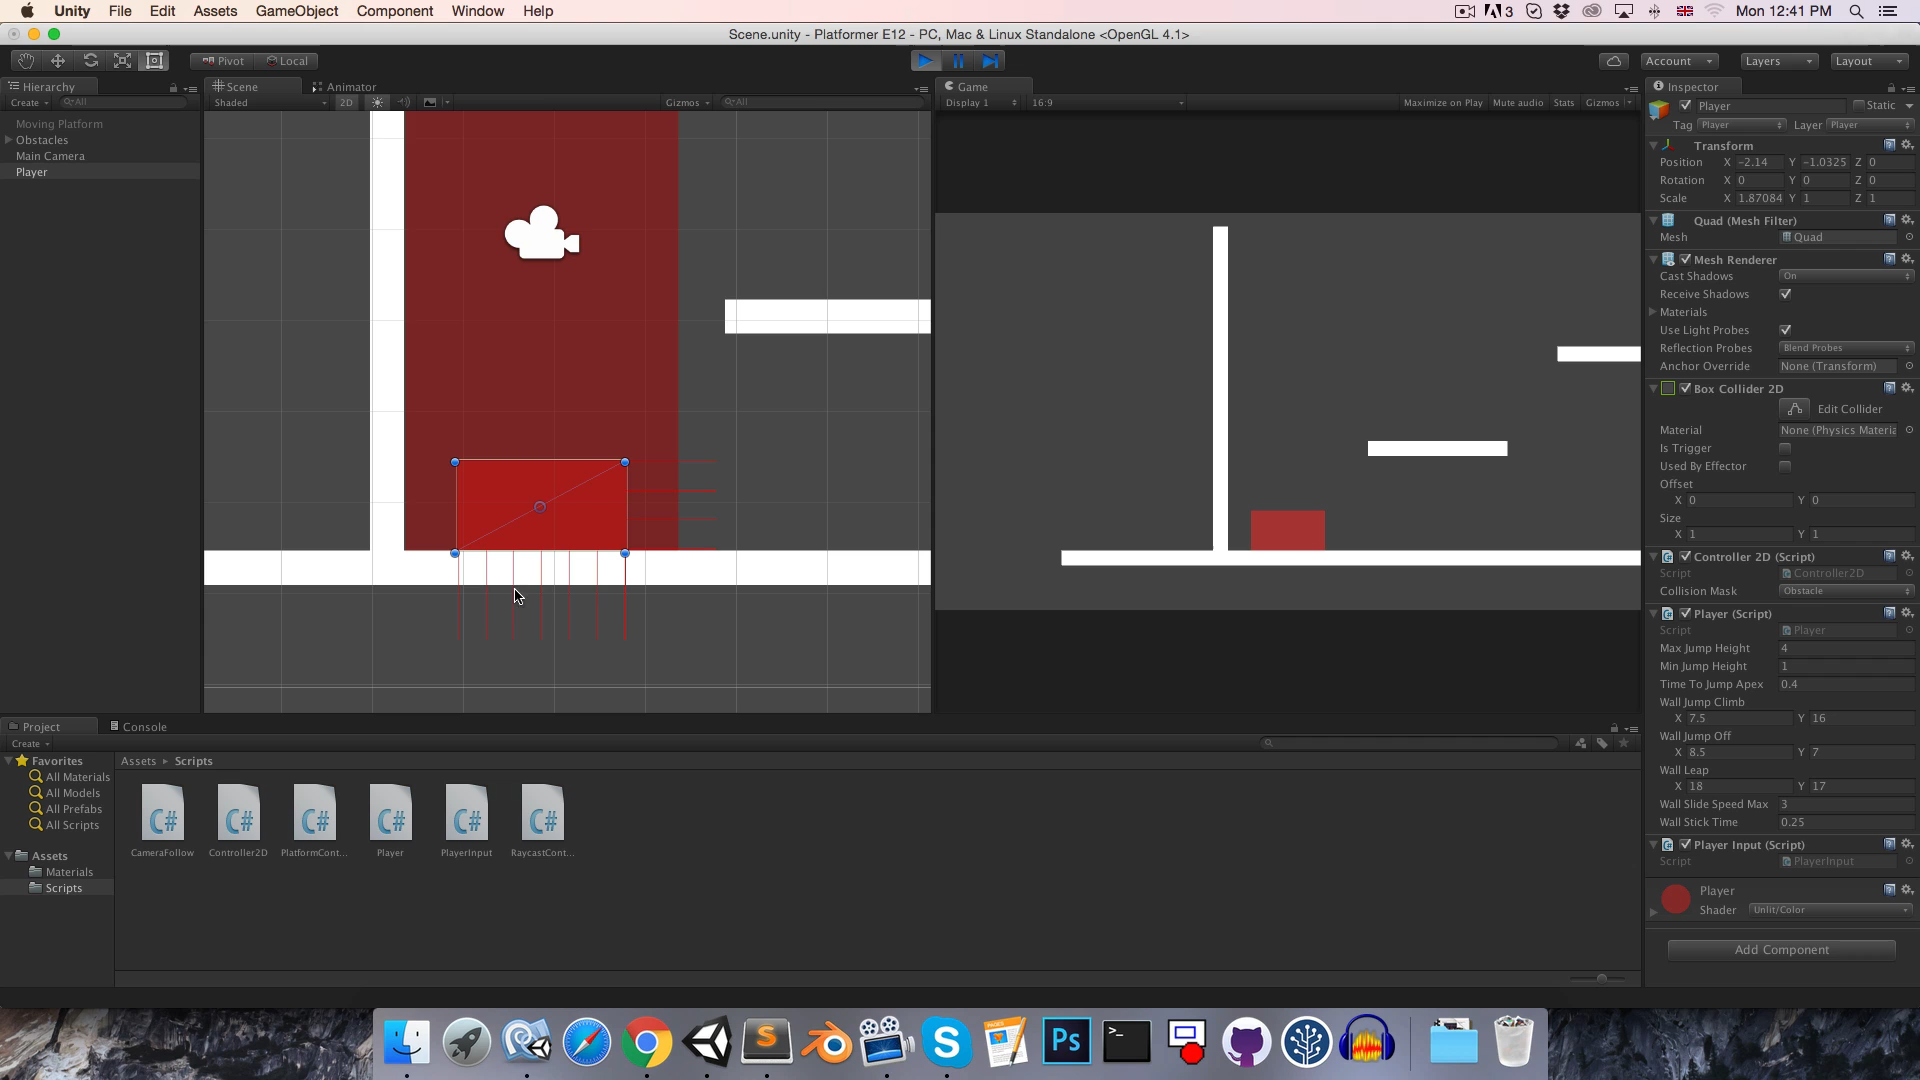 Unity File Edit Assets GameObject Component Window Help 3 Mon 12:41 PM
Scene.unity - Platformer E12 - PC, Mac & Linux Standalone <OpenGL 4.1>
Pivot Local Account Layers Layout
Hierarchy Scene Animator Game Inspector
Create All Shaded 2D Gizmos All Display 1 16:9 Maximize on Play Mute audio Stats Gizmos
Moving Platform
Obstacles
Main Camera
Player
Player Static
Tag Player Layer Player
Transform
Position X -2.14 Y -1.0325 Z 0
Rotation X 0 Y 0 Z 0
Scale X 1.87084 Y 1 Z 1
Quad (Mesh Filter)
Mesh Quad
Mesh Renderer
Cast Shadows On
Receive Shadows
Materials
Use Light Probes
Reflection Probes Blend Probes
Anchor Override None (Transform)
Box Collider 2D
Edit Collider
Material None (Physics Materia
Is Trigger
Used By Effector
Offset
X 0 Y 0
Size
X 1 Y 1
Controller 2D (Script)
Script Controller2D
Collision Mask Obstacle
Player (Script)
Script Player
Max Jump Height 4
Min Jump Height 1
Time To Jump Apex 0.4
Wall Jump Climb
X 7.5 Y 16
Wall Jump Off
X 8.5 Y 7
Wall Leap
X 18 Y 17
Wall Slide Speed Max 3
Wall Stick Time 0.25
Player Input (Script)
Script PlayerInput
Player
Shader Unlit/Color
Add Component
Project Console
Create
Favorites
All Materials
All Models
All Prefabs
All Scripts
Assets
Materials
Scripts
Assets Scripts
C# C# C# C# C# C#
CameraFollow Controller2D PlatformCont... Player PlayerInput RaycastCont...
S S PAGES Ps >_